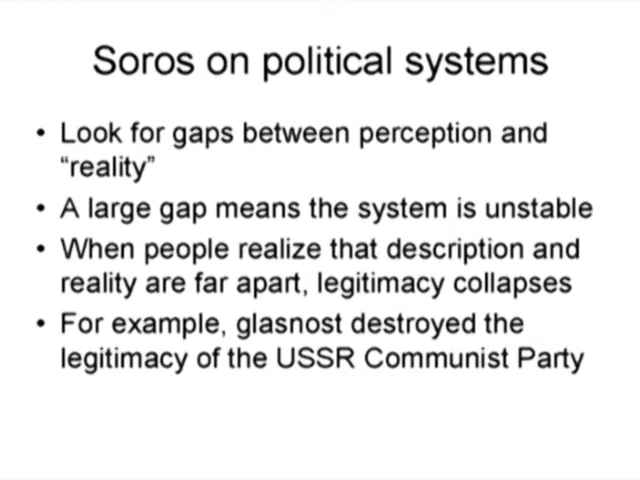 Soros on political systems
• Look for gaps between perception and
“reality”
• A large gap means the system is unstable
• When people realize that description and
reality are far apart, legitimacy collapses
• For example, glasnost destroyed the
legitimacy of the USSR Communist Party